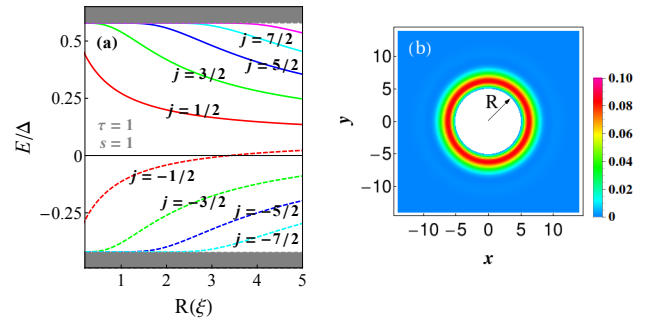 (a)
j = 7/2
j = 5/2
j = 3/2
j = 1/2
τ = 1
s = 1
j = −1/2
j = −3/2
j = −5/2
j = −7/2
E/Δ
0.5
0.25
0
−0.25
1 2 3 4 5
R(ξ)
(b)
R
y
10
5
0
−5
−10
−10 −5 0 5 10
x
0.10
0.08
0.06
0.04
0.02
0